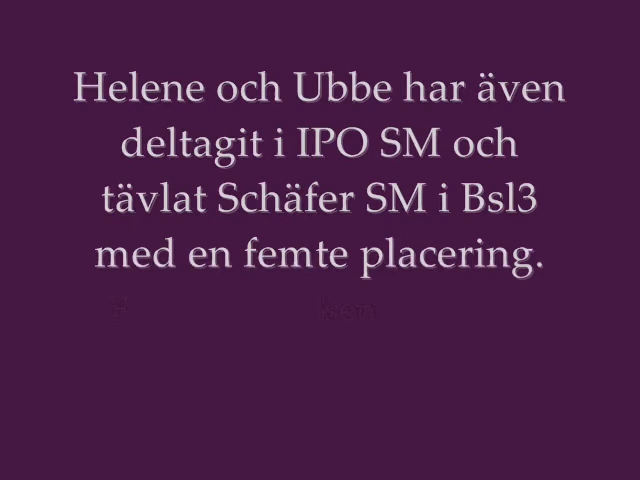 Helene och Ubbe har även
deltagit i IPO SM och
tävlat Schäfer SM i Bsl3
med en femte placering.